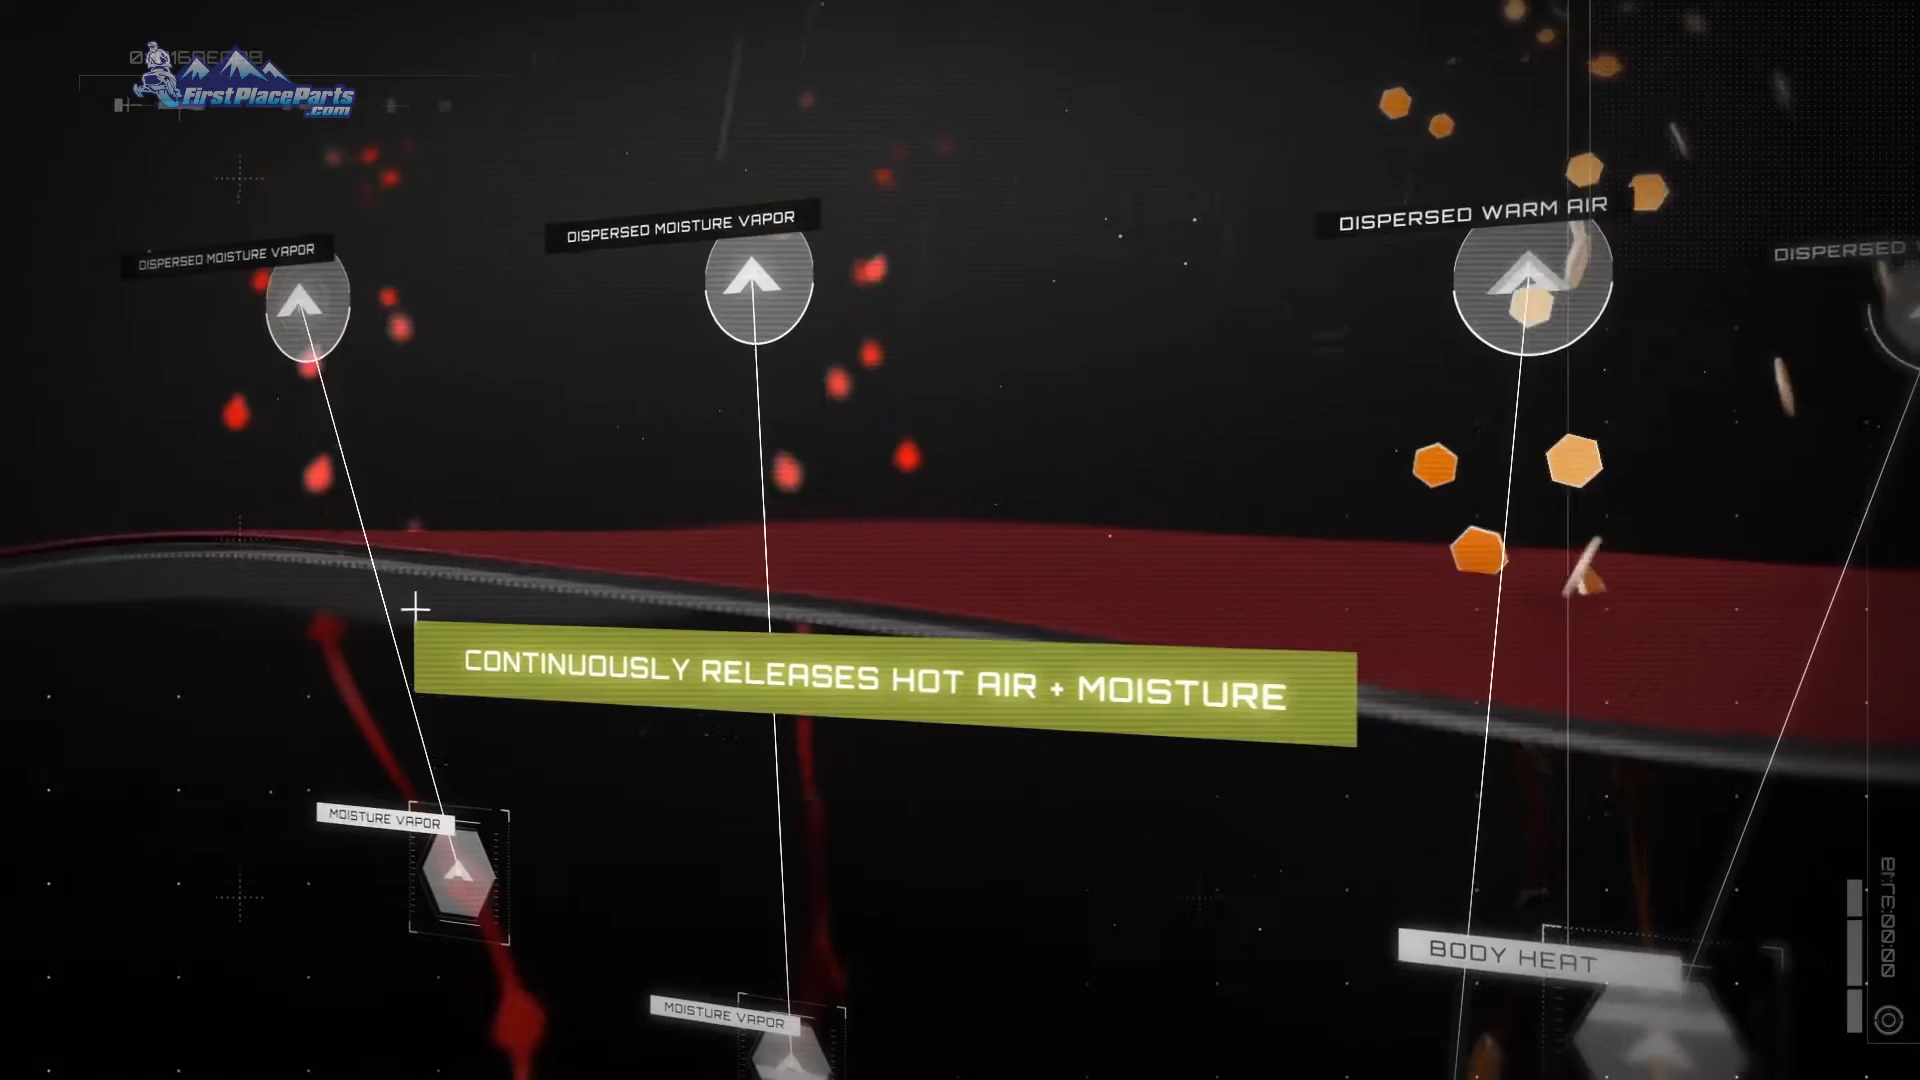 FirstPlaceParts
.com
DISPERSED MOISTURE VAPOR
DISPERSED MOISTURE VAPOR
DISPERSED WARM AIR
DISPERSED
CONTINUOUSLY RELEASES HOT AIR + MOISTURE
MOISTURE VAPOR
MOISTURE VAPOR
BODY HEAT